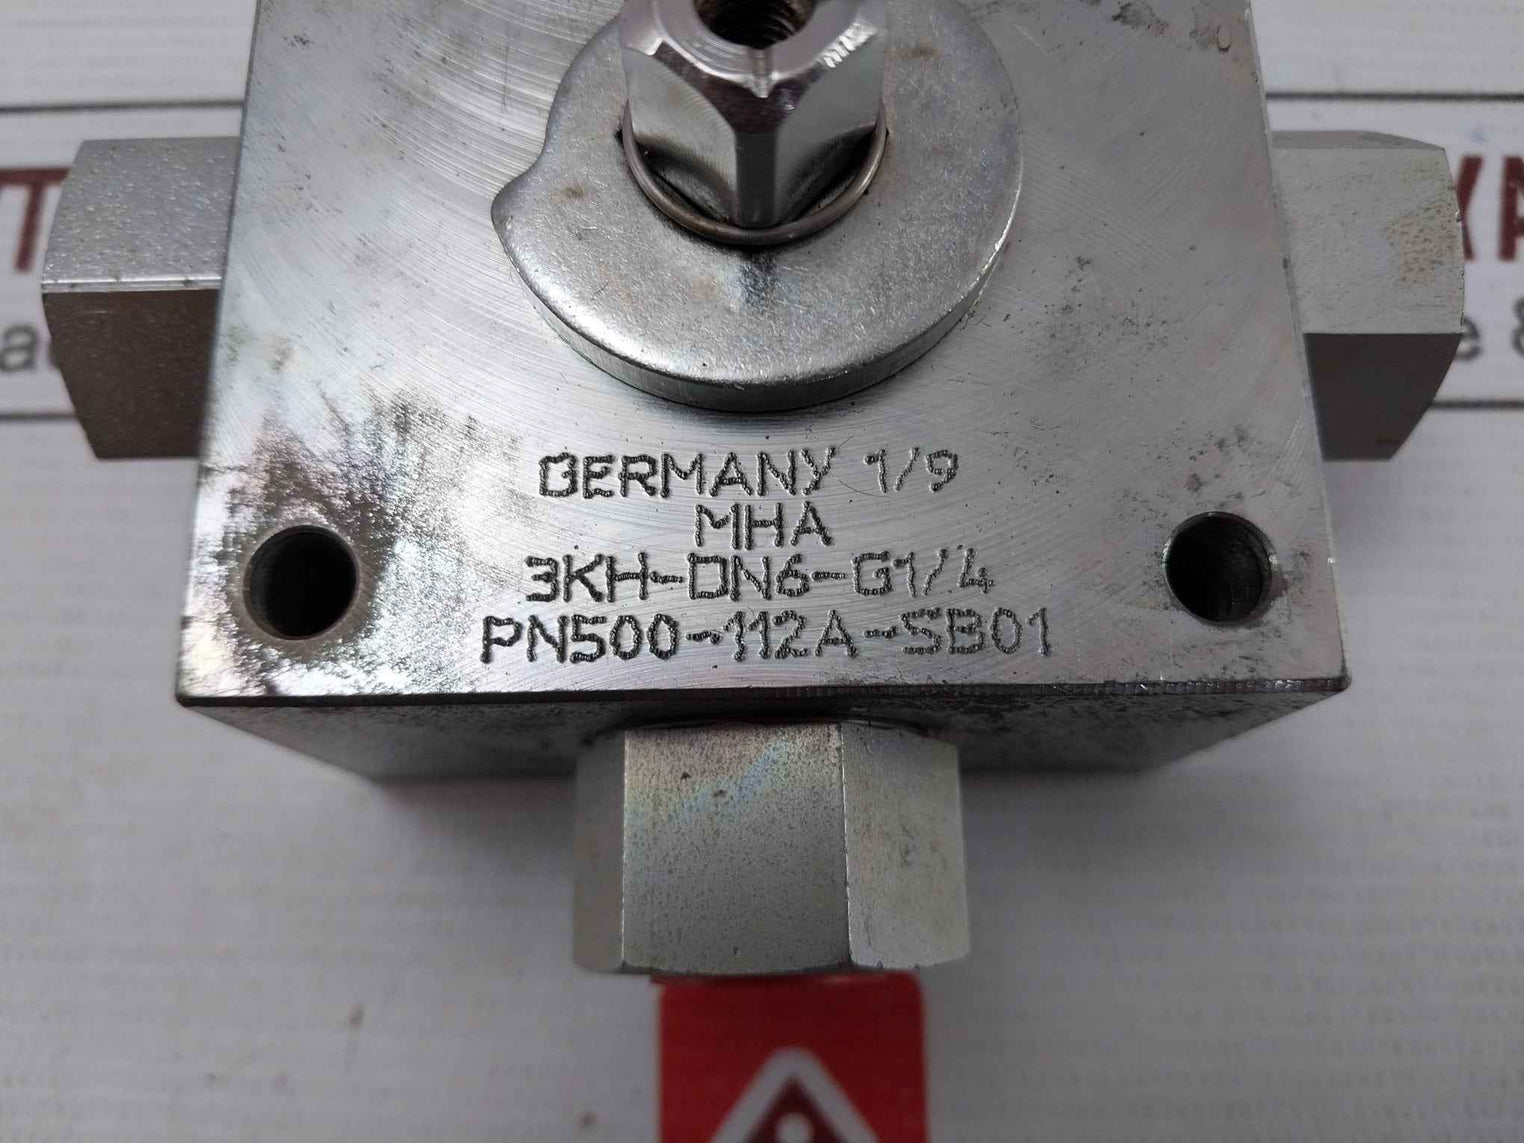 GERMANY 1/9
MHA
3KH-DN6-G1/4
PN500-112A-SB01